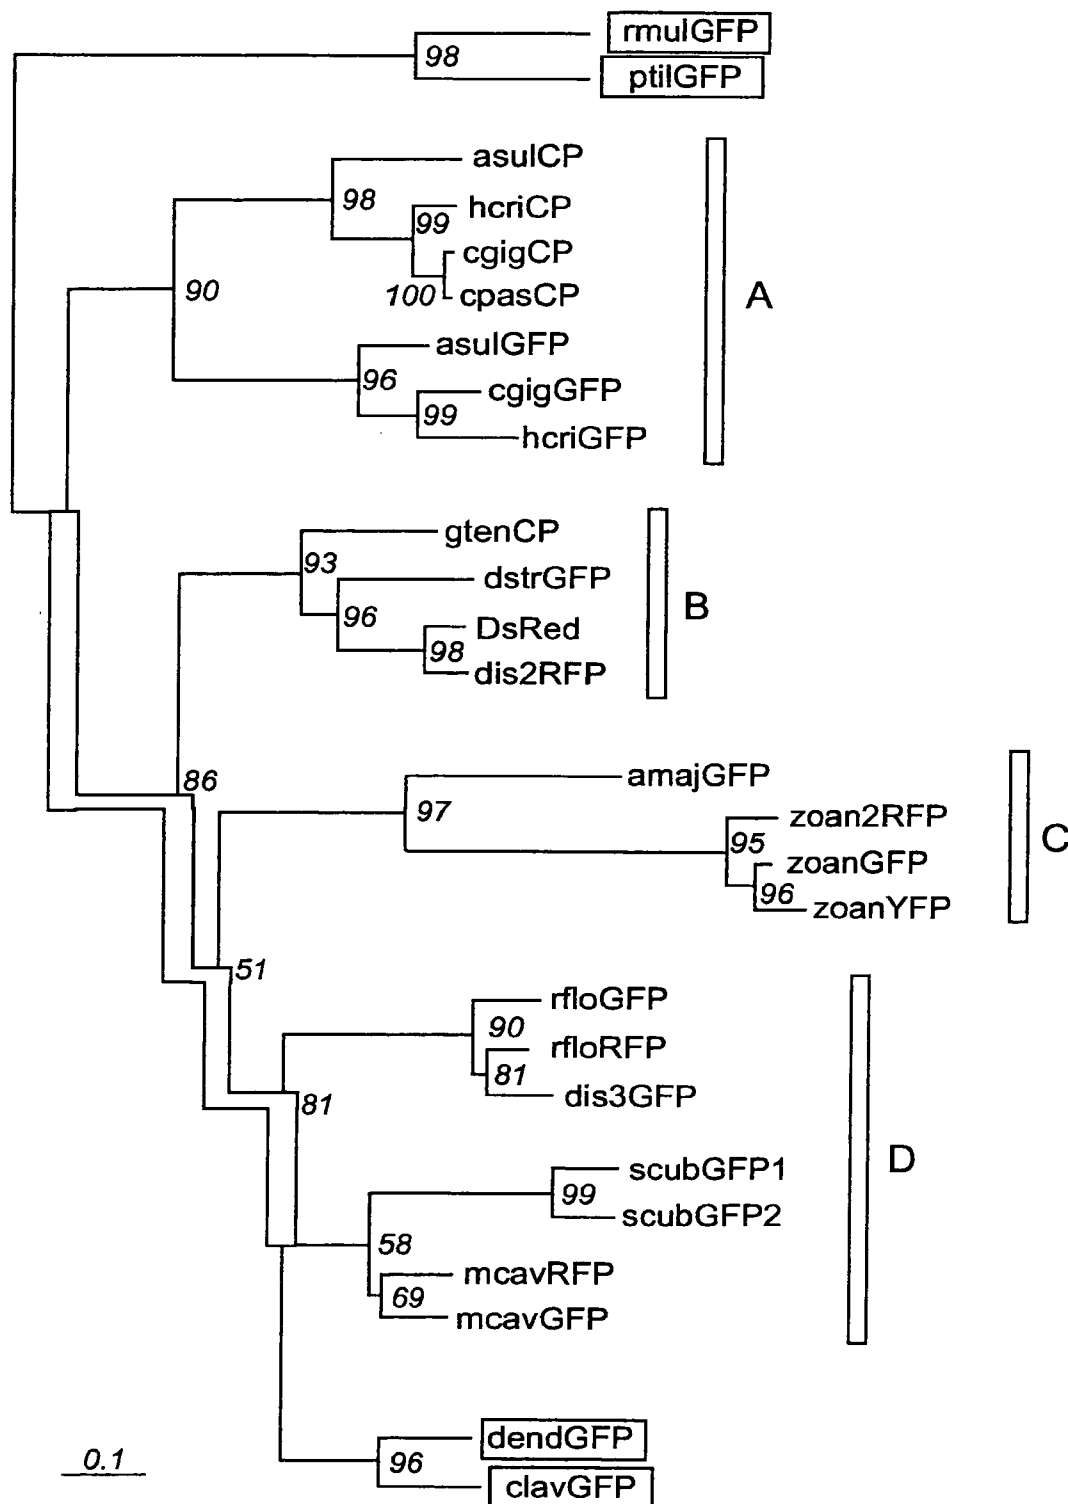 rmulGFP
98
ptilGFP
asulCP
98
hcriCP
99
cgigCP
100
cpasCP
90
A
asulGFP
96
cgigGFP
99
hcriGFP
gtenCP
93
dstrGFP
96
B
DsRed
98
dis2RFP
86
amajGFP
97
zoan2RFP
95
C
zoanGFP
96
zoanYFP
51
rfloGFP
90
rfloRFP
81
dis3GFP
81
D
scubGFP1
99
scubGFP2
58
mcavRFP
69
mcavGFP
dendGFP
96
0.1
clavGFP